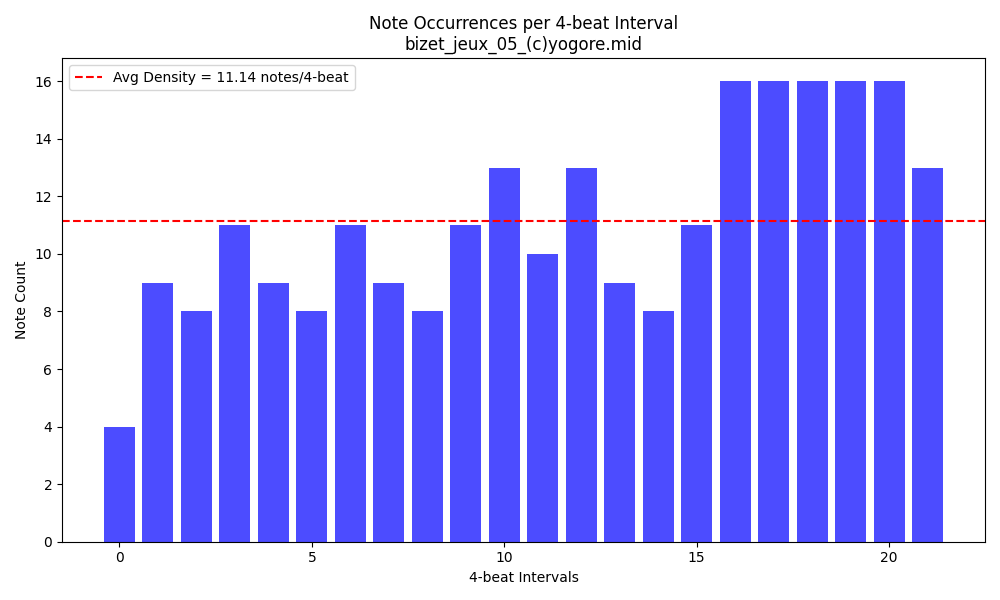 Note Occurrences per 4-beat Interval
bizet_jeux_05_(c)yogore.mid
Avg Density = 11.14 notes/4-beat
Note Count
16
14
12
10
8
6
4
2
0
0 5 10 15 20
4-beat Intervals